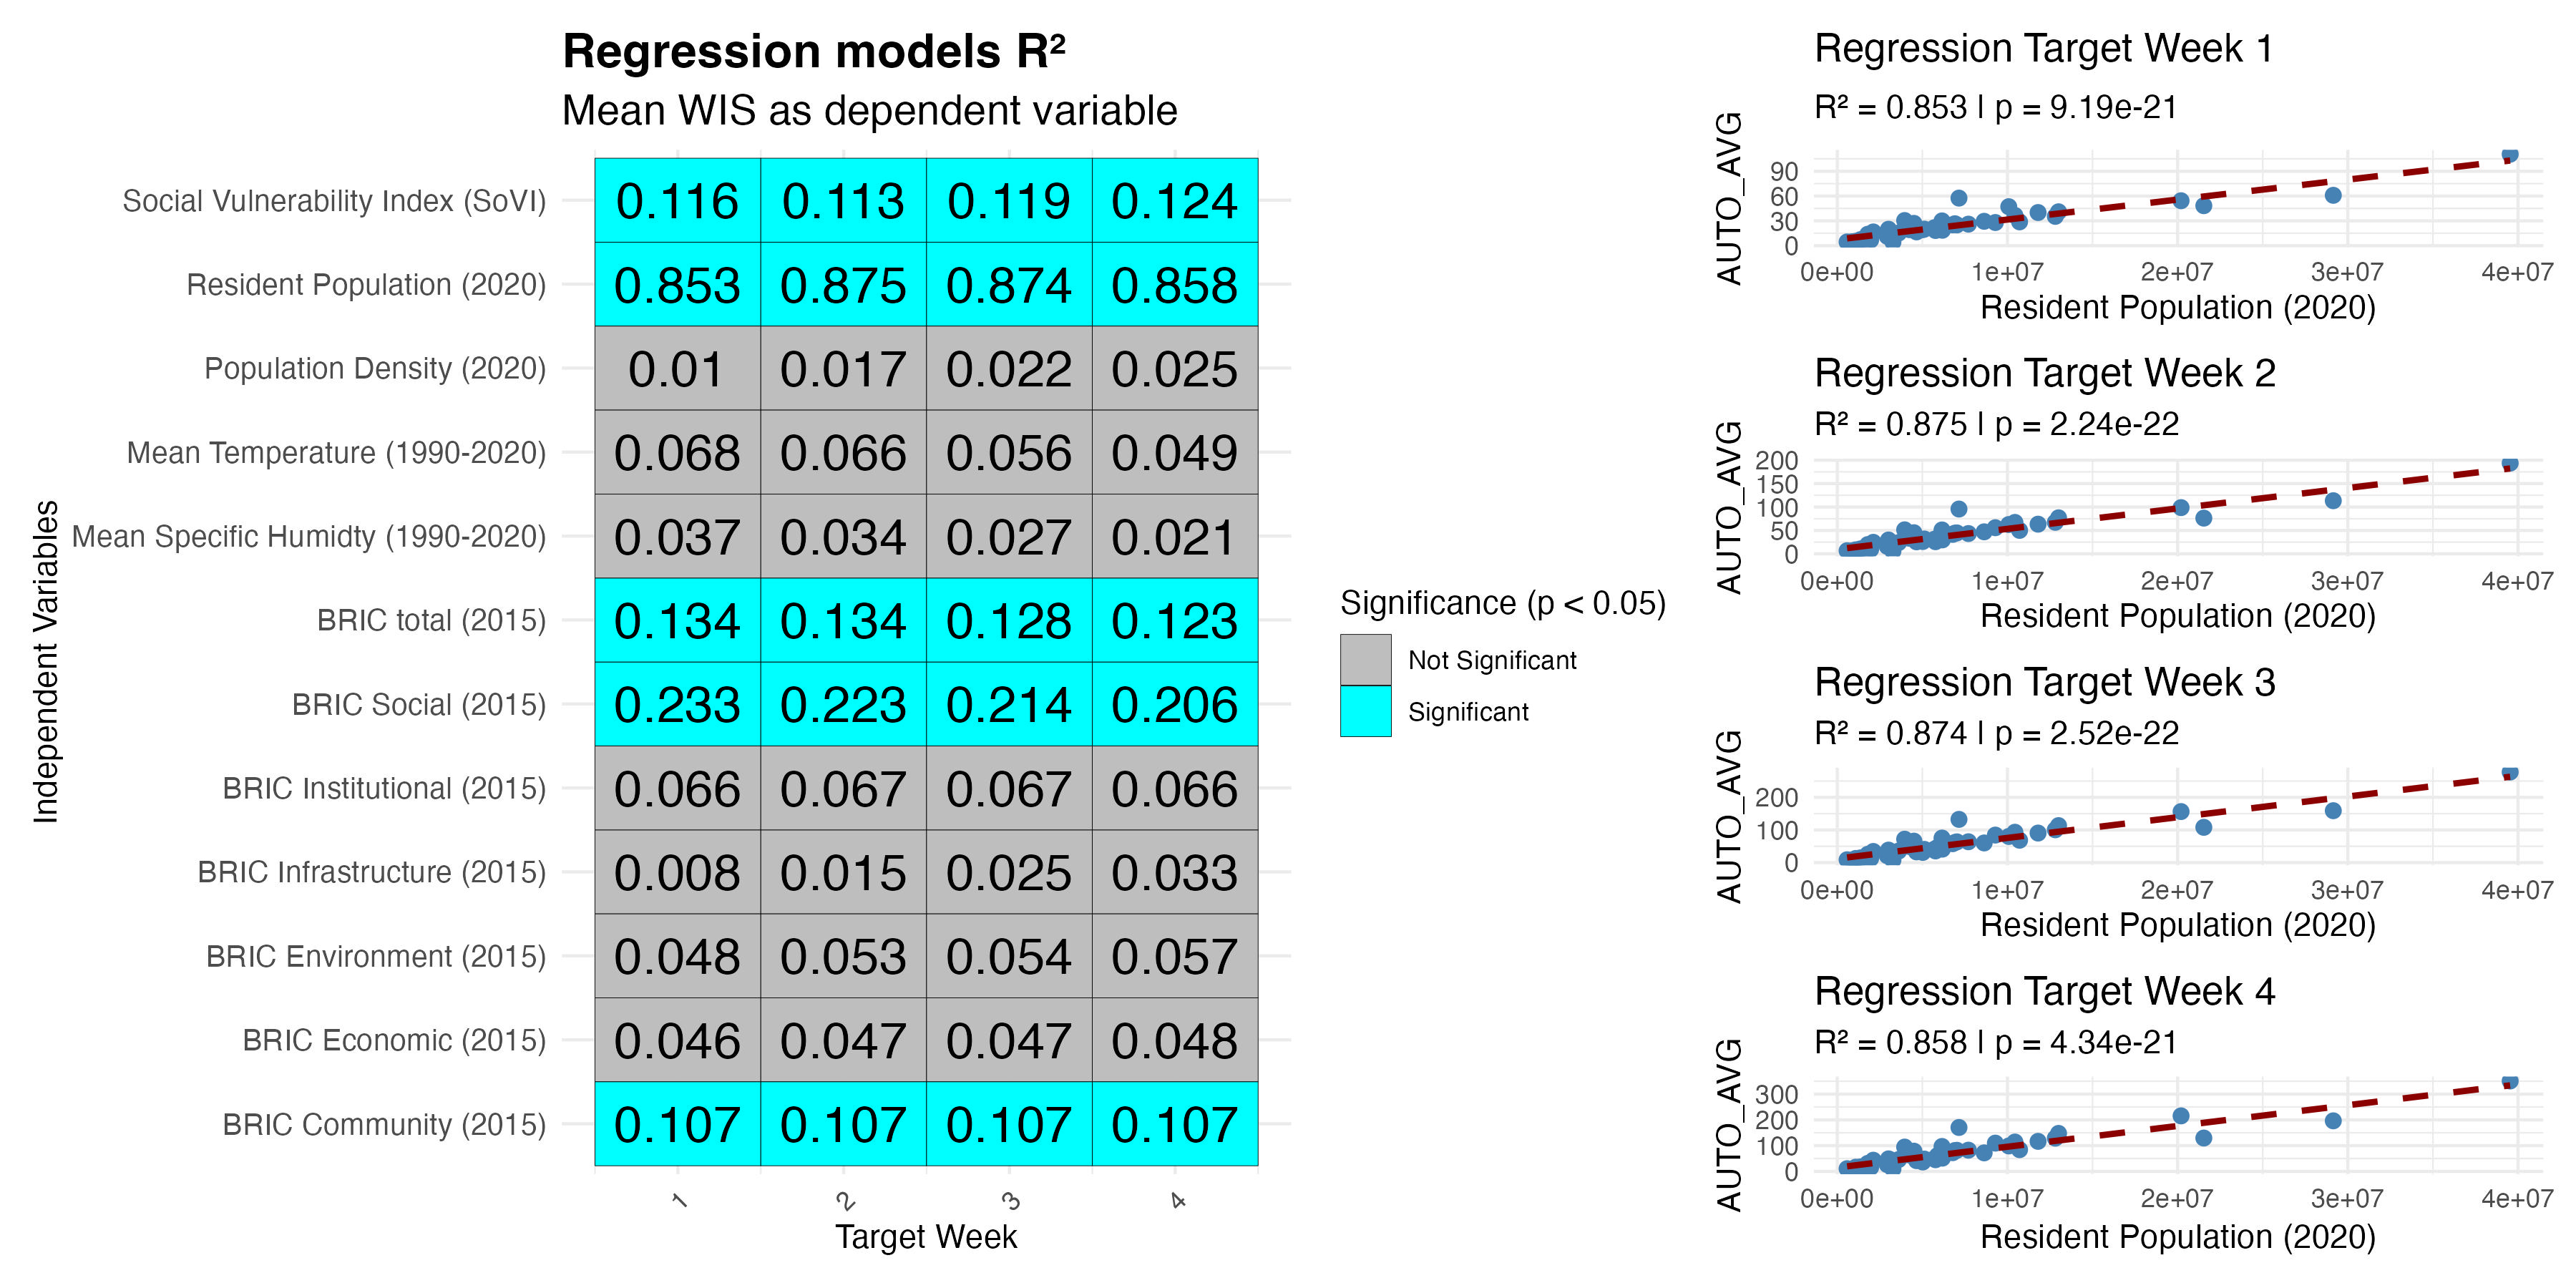 Regression models R²
Mean WIS as dependent variable
Independent Variables
Social Vulnerability Index (SoVI) 0.116 0.113 0.119 0.124
Resident Population (2020) 0.853 0.875 0.874 0.858
Population Density (2020) 0.01 0.017 0.022 0.025
Mean Temperature (1990-2020) 0.068 0.066 0.056 0.049
Mean Specific Humidty (1990-2020) 0.037 0.034 0.027 0.021
BRIC total (2015) 0.134 0.134 0.128 0.123
BRIC Social (2015) 0.233 0.223 0.214 0.206
BRIC Institutional (2015) 0.066 0.067 0.067 0.066
BRIC Infrastructure (2015) 0.008 0.015 0.025 0.033
BRIC Environment (2015) 0.048 0.053 0.054 0.057
BRIC Economic (2015) 0.046 0.047 0.047 0.048
BRIC Community (2015) 0.107 0.107 0.107 0.107
1 2 3 4
Target Week
Significance (p < 0.05)
Not Significant
Significant
Regression Target Week 1
R² = 0.853 | p = 9.19e-21
AUTO_AVG
90
60
30
0
0e+00 1e+07 2e+07 3e+07 4e+07
Resident Population (2020)
Regression Target Week 2
R² = 0.875 | p = 2.24e-22
AUTO_AVG
200
150
100
50
0
0e+00 1e+07 2e+07 3e+07 4e+07
Resident Population (2020)
Regression Target Week 3
R² = 0.874 | p = 2.52e-22
AUTO_AVG
200
100
0
0e+00 1e+07 2e+07 3e+07 4e+07
Resident Population (2020)
Regression Target Week 4
R² = 0.858 | p = 4.34e-21
AUTO_AVG
300
200
100
0
0e+00 1e+07 2e+07 3e+07 4e+07
Resident Population (2020)